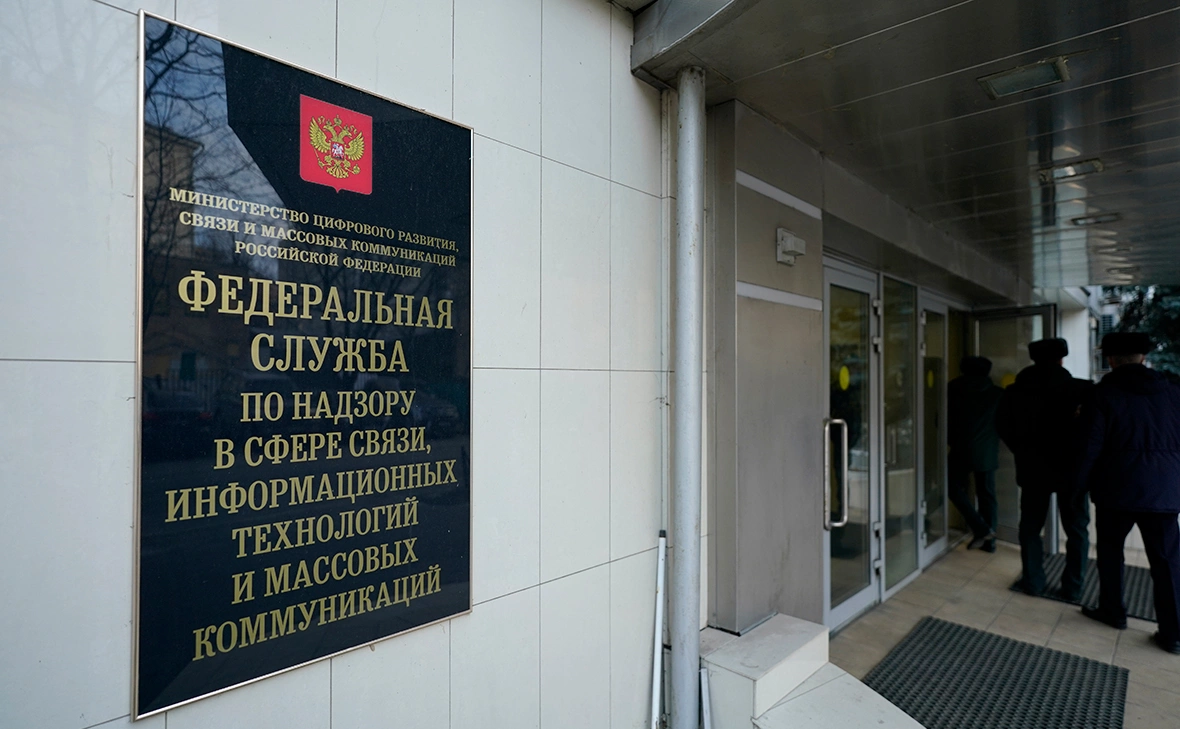 МИНИСТЕРСТВО ЦИФРОВОГО РАЗВИТИЯ,
СВЯЗИ И МАССОВЫХ КОММУНИКАЦИЙ
РОССИЙСКОЙ ФЕДЕРАЦИИ
ФЕДЕРАЛЬНАЯ
СЛУЖБА
ПО НАДЗОРУ
В СФЕРЕ СВЯЗИ,
ИНФОРМАЦИОННЫХ
ТЕХНОЛОГИЙ
И МАССОВЫХ
КОММУНИКАЦИЙ